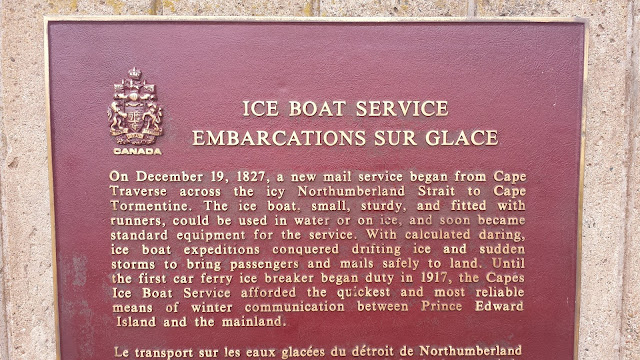 ICE BOAT SERVICE
EMBARCATIONS SUR GLACE
CANADA
On December 19, 1827, a new mail service began from Cape
Traverse across the icy Northumberland Strait to Cape
Tormentine. The ice boat, small, sturdy, and fitted with
runners, could be used in water or on ice, and soon became
standard equipment for the service. With calculated daring,
ice boat expeditions conquered drifting ice and sudden
storms to bring passengers and mails safely to land. Until
the first car ferry ice breaker began duty in 1917, the Capes
Ice Boat Service afforded the quickest and most reliable
means of winter communication between Prince Edward
Island and the mainland.
Le transport sur les eaux glacées du détroit de Northumberland